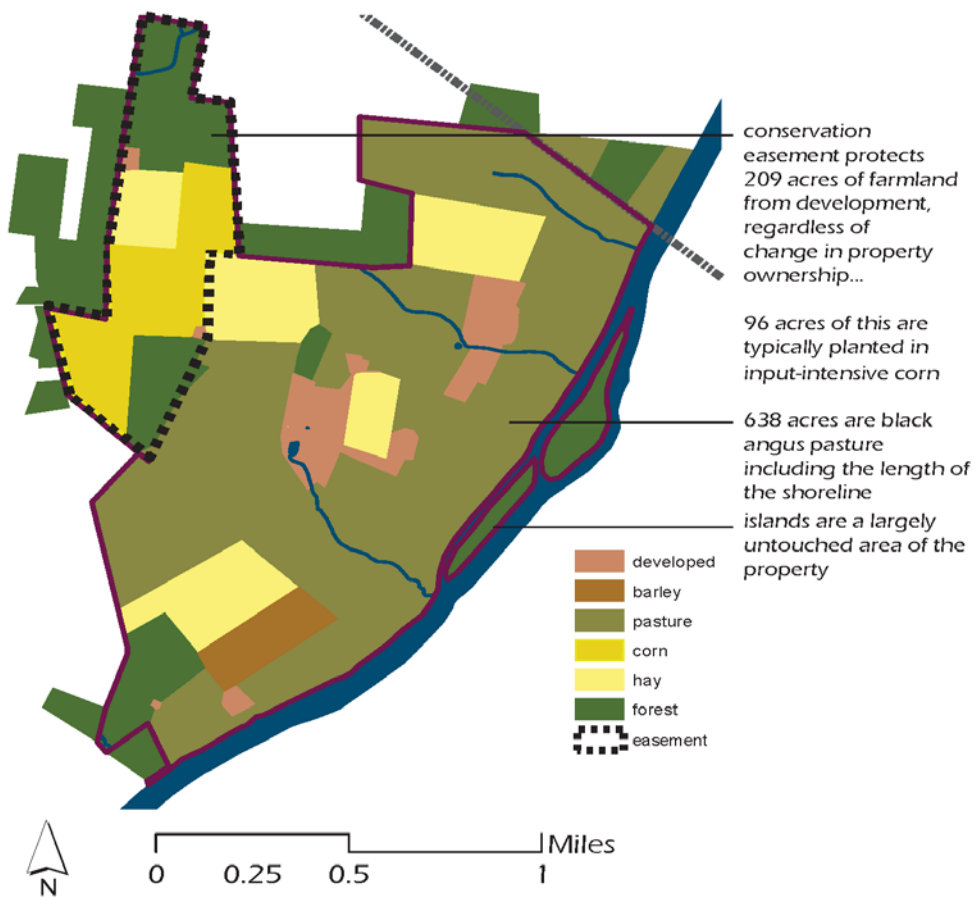 conservation
easement protects
209 acres of farmland
from development,
regardless of
change in property
ownership...
96 acres of this are
typically planted in
input-intensive corn
638 acres are black
angus pasture
including the length of
the shoreline
islands are a largely
untouched area of the
property
developed
barley
pasture
corn
hay
forest
easement
Miles
0 0.25 0.5 1
N